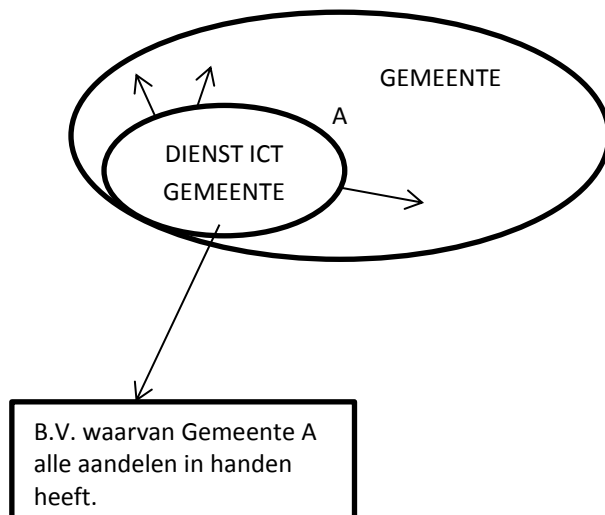 GEMEENTE
A
DIENST ICT
GEMEENTE
B.V. waarvan Gemeente A
alle aandelen in handen
heeft.